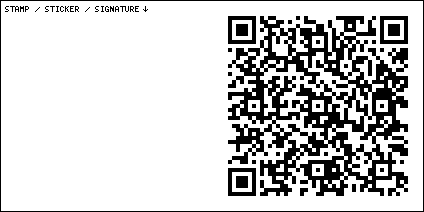 STAMP / STICKER / SIGNATURE ↓